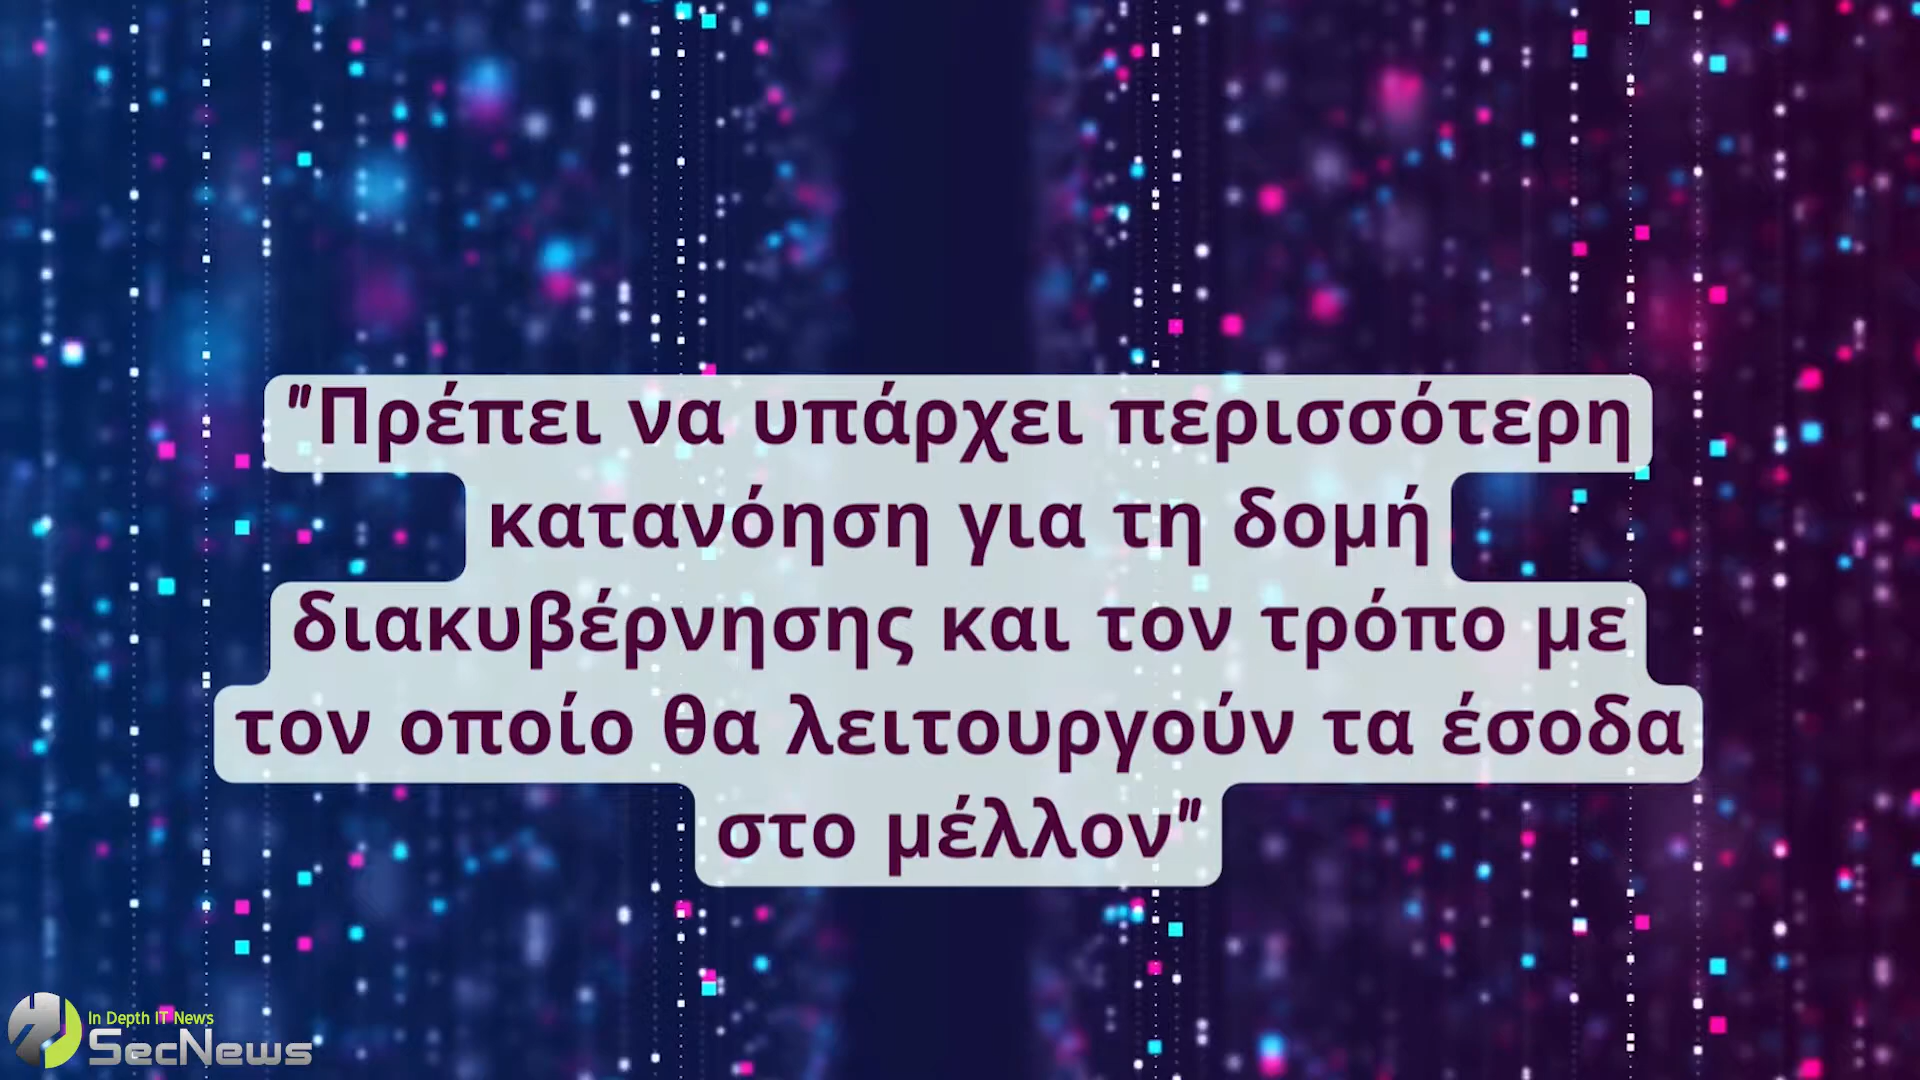 "Πρέπει να υπάρχει περισσότερη
κατανόηση για τη δομή
διακυβέρνησης και τον τρόπο με
τον οποίο θα λειτουργούν τα έσοδα
στο μέλλον"
In Depth IT News
SecNews